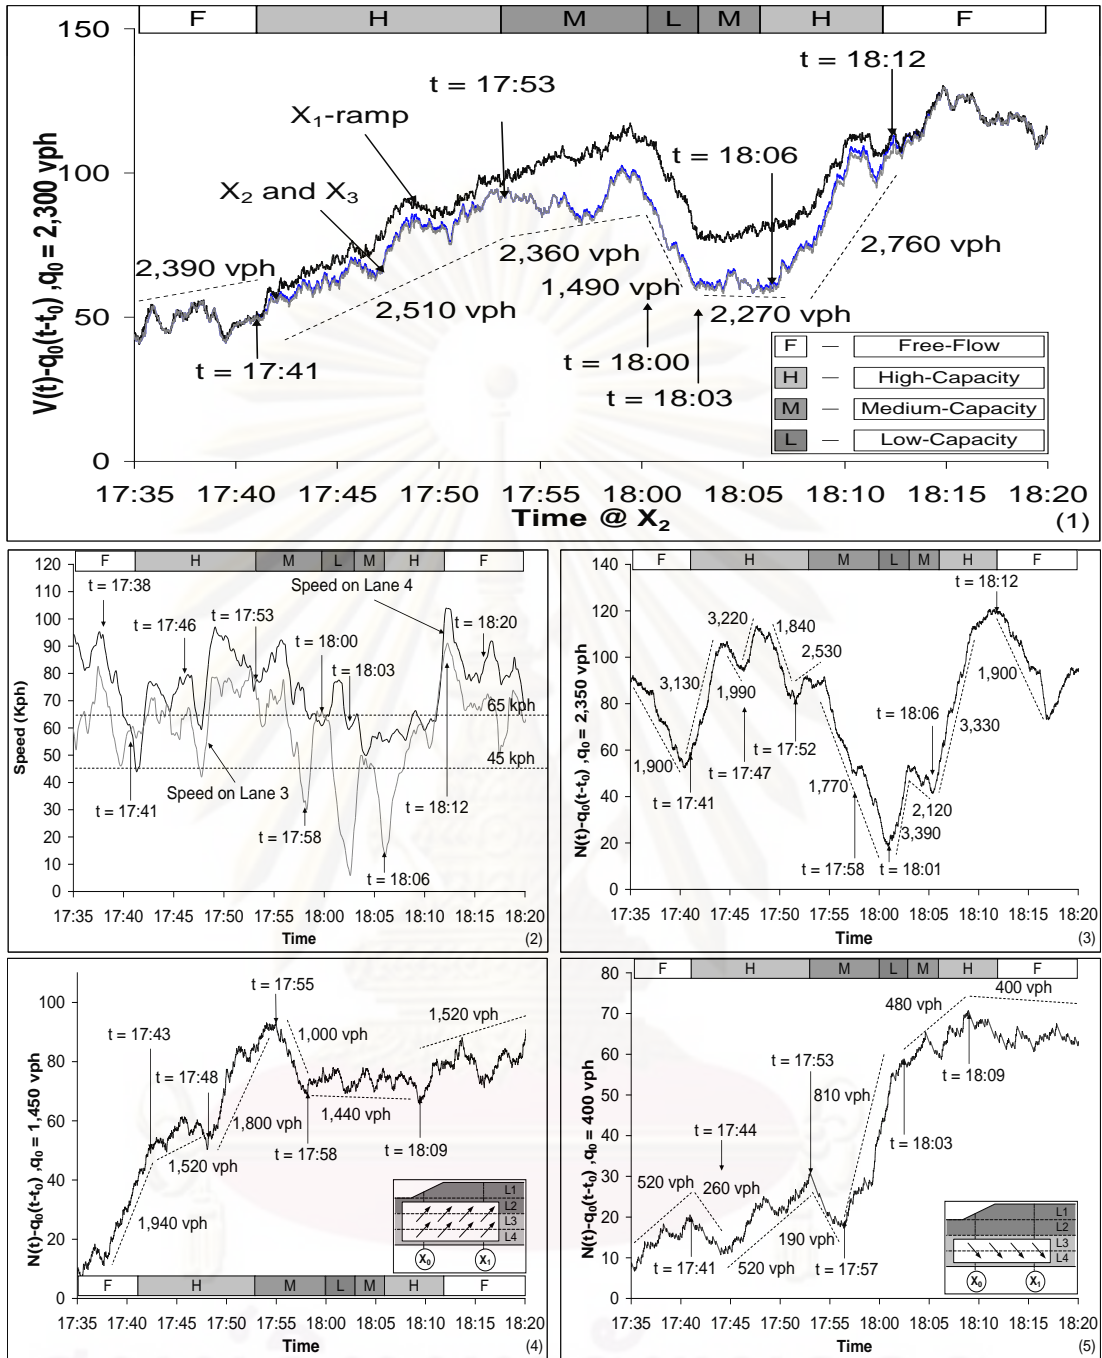 F H M L M H F
V(t)-q0(t-t0) ,q0 = 2,300 vph
150
100
50
0
t = 17:53
t = 18:12
X1-ramp
t = 18:06
X2 and X3
2,390 vph
2,360 vph
2,760 vph
2,510 vph
1,490 vph
2,270 vph
t = 17:41
t = 18:00
t = 18:03
F — Free-Flow
H — High-Capacity
M — Medium-Capacity
L — Low-Capacity
17:35 17:40 17:45 17:50 17:55 18:00 18:05 18:10 18:15 18:20
Time @ X2
(1)
F H M L M H F
Speed (Kph)
120
110
100
90
80
70
60
50
40
30
20
10
0
t = 17:38
Speed on Lane 4
t = 17:46
t = 17:53
t = 18:00
t = 18:20
t = 18:03
65 kph
45 kph
t = 17:41
Speed on Lane 3
t = 18:12
t = 17:58
t = 18:06
17:35 17:40 17:45 17:50 17:55 18:00 18:05 18:10 18:15 18:20
Time
(2)
F H M L M H F
N(t)-q0(t-t0) ,q0 = 2,350 vph
140
120
100
80
60
40
20
0
t = 18:12
3,220
1,840
2,530
3,130
1,990
1,900
t = 18:06
3,330
t = 17:52
1,900
t = 17:47
t = 17:41
1,770
2,120
3,390
t = 17:58
t = 18:01
17:35 17:40 17:45 17:50 17:55 18:00 18:05 18:10 18:15 18:20
Time
(3)
N(t)-q0(t-t0) ,q0 = 1,450 vph
100
80
60
40
20
0
t = 17:55
t = 17:43
1,000 vph
1,520 vph
t = 17:48
1,800 vph
1,440 vph
1,520 vph
t = 17:58
t = 18:09
1,940 vph
L1
L2
L3
L4
X0 X1
F H M L M H F
17:35 17:40 17:45 17:50 17:55 18:00 18:05 18:10 18:15 18:20
Time
(4)
F H M L M H F
N(t)-q0(t-t0) ,q0 = 400 vph
80
70
60
50
40
30
20
10
0
400 vph
480 vph
t = 17:53
810 vph
t = 18:09
t = 17:44
t = 18:03
520 vph
260 vph
190 vph
520 vph
t = 17:41
t = 17:57
L1
L2
L3
L4
X0 X1
17:35 17:40 17:45 17:50 17:55 18:00 18:05 18:10 18:15 18:20
Time
(5)